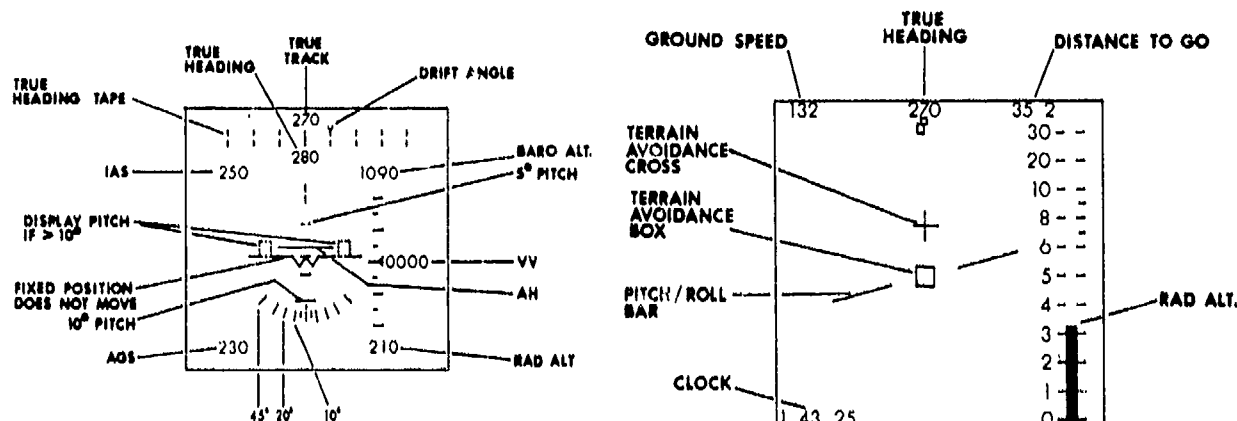 TRUE
HEADING
TRUE
TRACK
DRIFT ANGLE
TRUE
HEADING TAPE
270
280
IAS
250
1090
BARO ALT.
5° PITCH
DISPLAY PITCH
IF > 10°
0000
VV
FIXED POSITION
DOES NOT MOVE
AH
10° PITCH
AGS
230
210
RAD ALT
45° 20° 10°
GROUND SPEED
TRUE
HEADING
DISTANCE TO GO
132
270
35 2
TERRAIN
AVOIDANCE
CROSS
TERRAIN
AVOIDANCE
BOX
PITCH/ROLL
BAR
CLOCK
43 25
30
20
10
8
6
5
4
3
2
1
0
RAD ALT.